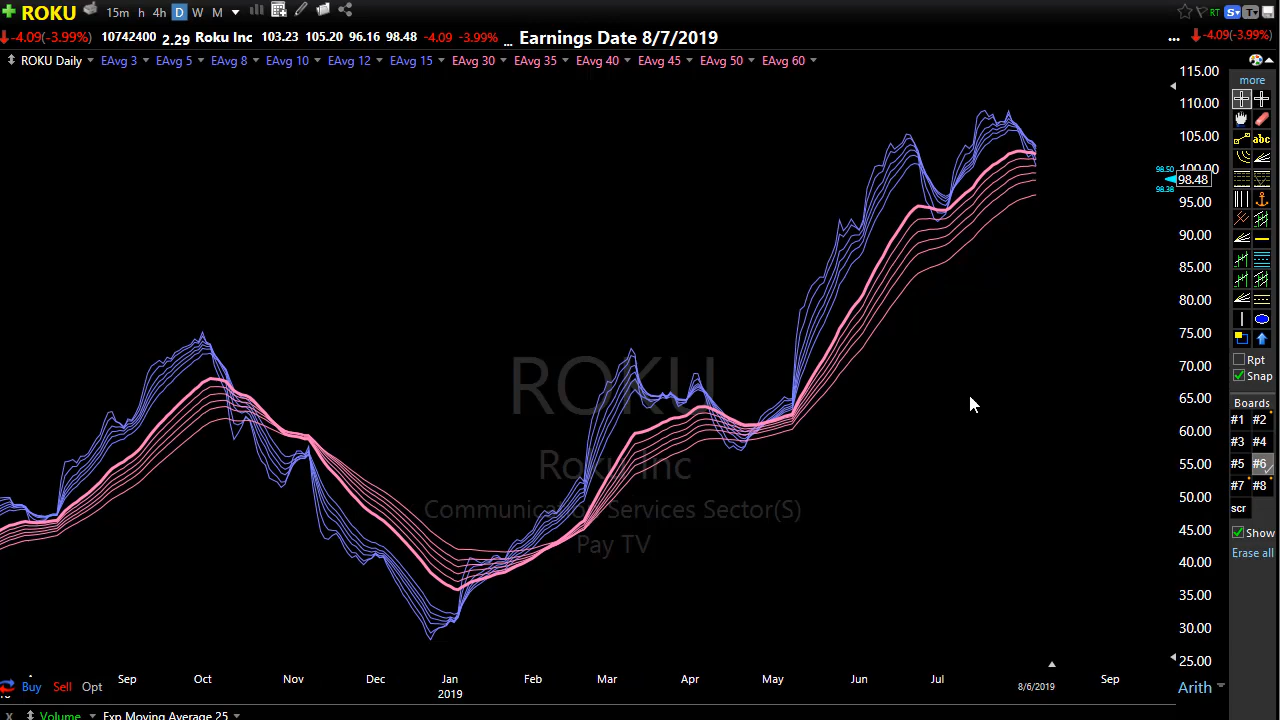 ROKU 15m h 4h D W M RT S T
-4.09(-3.99%) 10742400 2.29 Roku Inc 103.23 105.20 96.16 98.48 -4.09 -3.99% ... Earnings Date 8/7/2019 ... -4.09(-3.99%)
ROKU Daily EAvg 3 EAvg 5 EAvg 8 EAvg 10 EAvg 12 EAvg 15 EAvg 30 EAvg 35 EAvg 40 EAvg 45 EAvg 50 EAvg 60
115.00
more
110.00
105.00
abc
100.00
98.50
98.48
98.38
95.00
90.00
85.00
80.00
75.00
70.00
65.00
60.00
55.00
50.00
45.00
40.00
35.00
30.00
25.00
Rpt
Snap
Boards
#1 #2
#3 #4
#5 #6
#7 #8
scr
Show
Erase all
ROKU
Roku Inc
Services Sector(S)
Pay TV
Sep Oct Nov Dec Jan Feb Mar Apr May Jun Jul Sep
2019
8/6/2019
Buy Sell Opt
Arith
X Volume Exp Moving Average 25